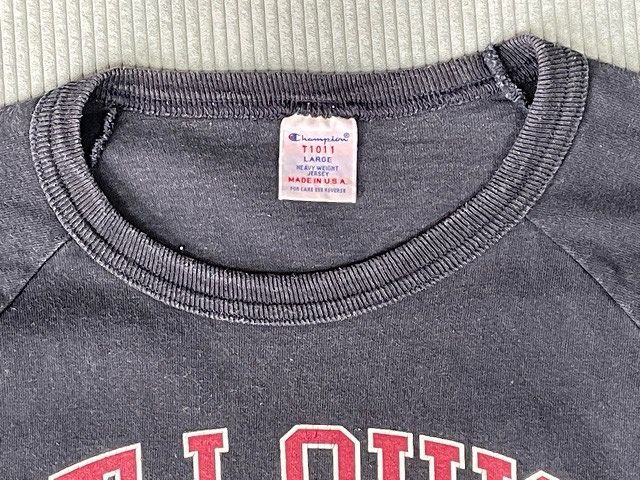 Champion®
T1011
LARGE
HEAVY WEIGHT
JERSEY
MADE IN U.S.A.
FOR CARE SEE REVERSE